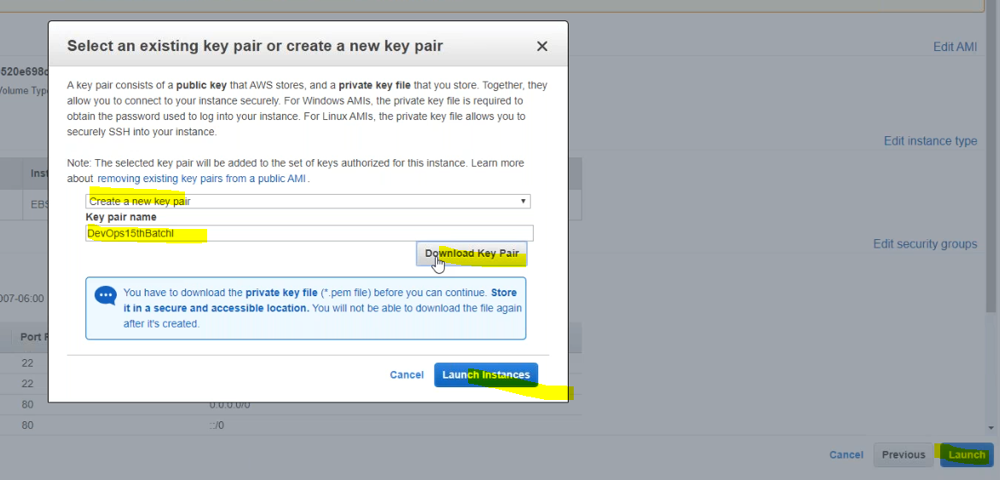 Select an existing key pair or create a new key pair
Edit AMI
A key pair consists of a public key that AWS stores, and a private key file that you store. Together, they
allow you to connect to your instance securely. For Windows AMIs, the private key file is required to
obtain the password used to log into your instance. For Linux AMIs, the private key file allows you to
securely SSH into your instance.
Edit instance type
Note: The selected key pair will be added to the set of keys authorized for this instance. Learn more
about removing existing key pairs from a public AMI.
Create a new key pair
Key pair name
DevOps15thBatchI
Edit security groups
Download Key Pair
You have to download the private key file (*.pem file) before you can continue. Store
it in a secure and accessible location. You will not be able to download the file again
after it's created.
007-06:00
22
22
Cancel Launch Instances
80 0.0.0.0/0
80 ::/0
Cancel Previous Launch